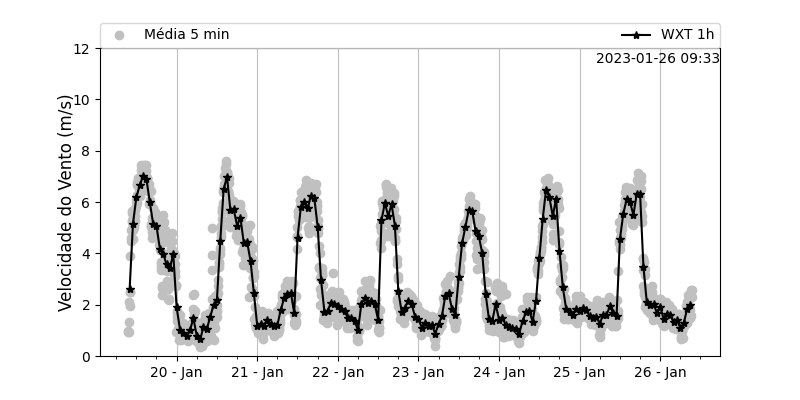 Média 5 min
WXT 1h
2023-01-26 09:33
Velocidade do Vento (m/s)
12
10
8
6
4
2
0
20 - Jan
21 - Jan
22 - Jan
23 - Jan
24 - Jan
25 - Jan
26 - Jan